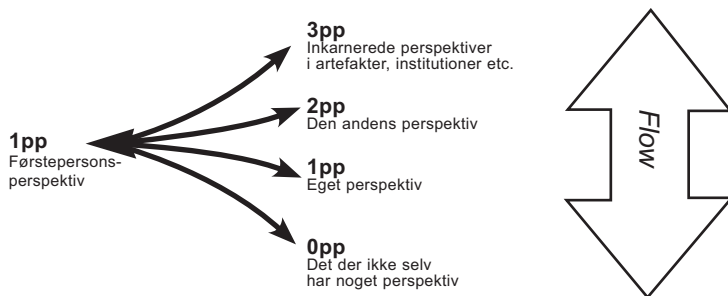 3pp
Inkarnerede perspektiver
i artefakter, institutioner etc.
2pp
Den andens perspektiv
1pp
Førstepersons-
perspektiv
1pp
Eget perspektiv
0pp
Det der ikke selv
har noget perspektiv
Flow